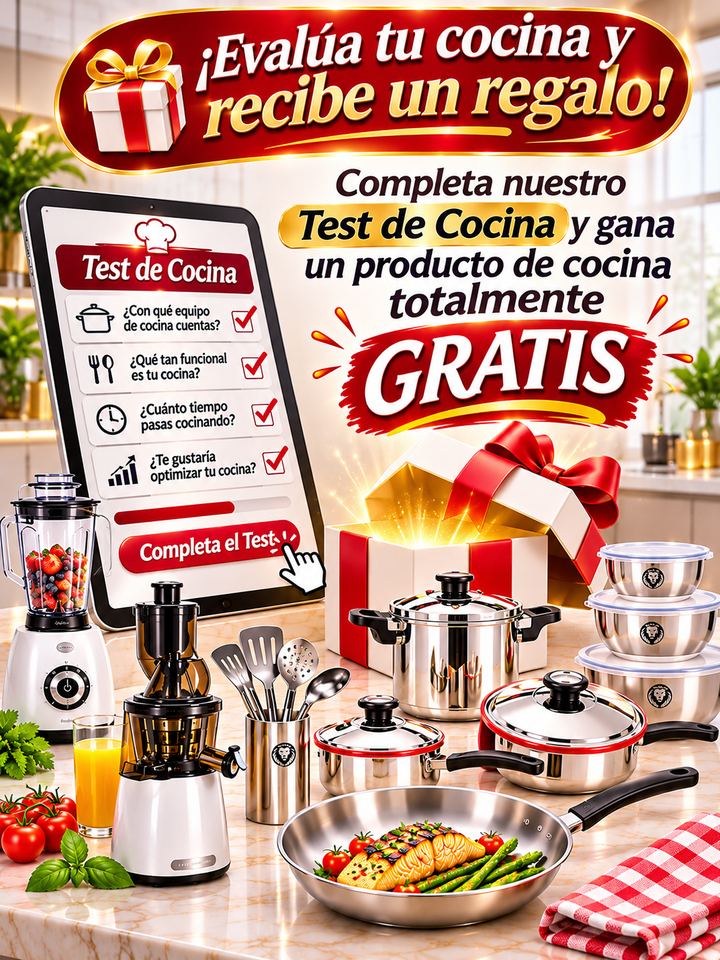 ¡Evalúa tu cocina y
recibe un regalo!
Completa nuestro
Test de Cocina y gana
un producto de cocina
totalmente
GRATIS
Test de Cocina
¿Con qué equipo
de cocina cuentas?
¿Qué tan funcional
es tu cocina?
¿Cuánto tiempo
pasas cocinando?
¿Te gustaría
optimizar tu cocina?
Completa el Test